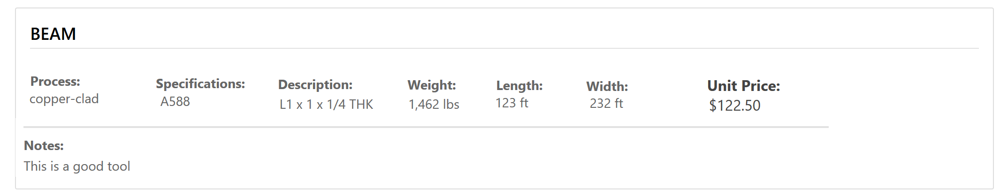 BEAM
Process: Specifications: Description: Weight: Length: Width: Unit Price:
copper-clad A588 L1 x 1 x 1/4 THK 1,462 lbs 123 ft 232 ft $122.50
Notes:
This is a good tool